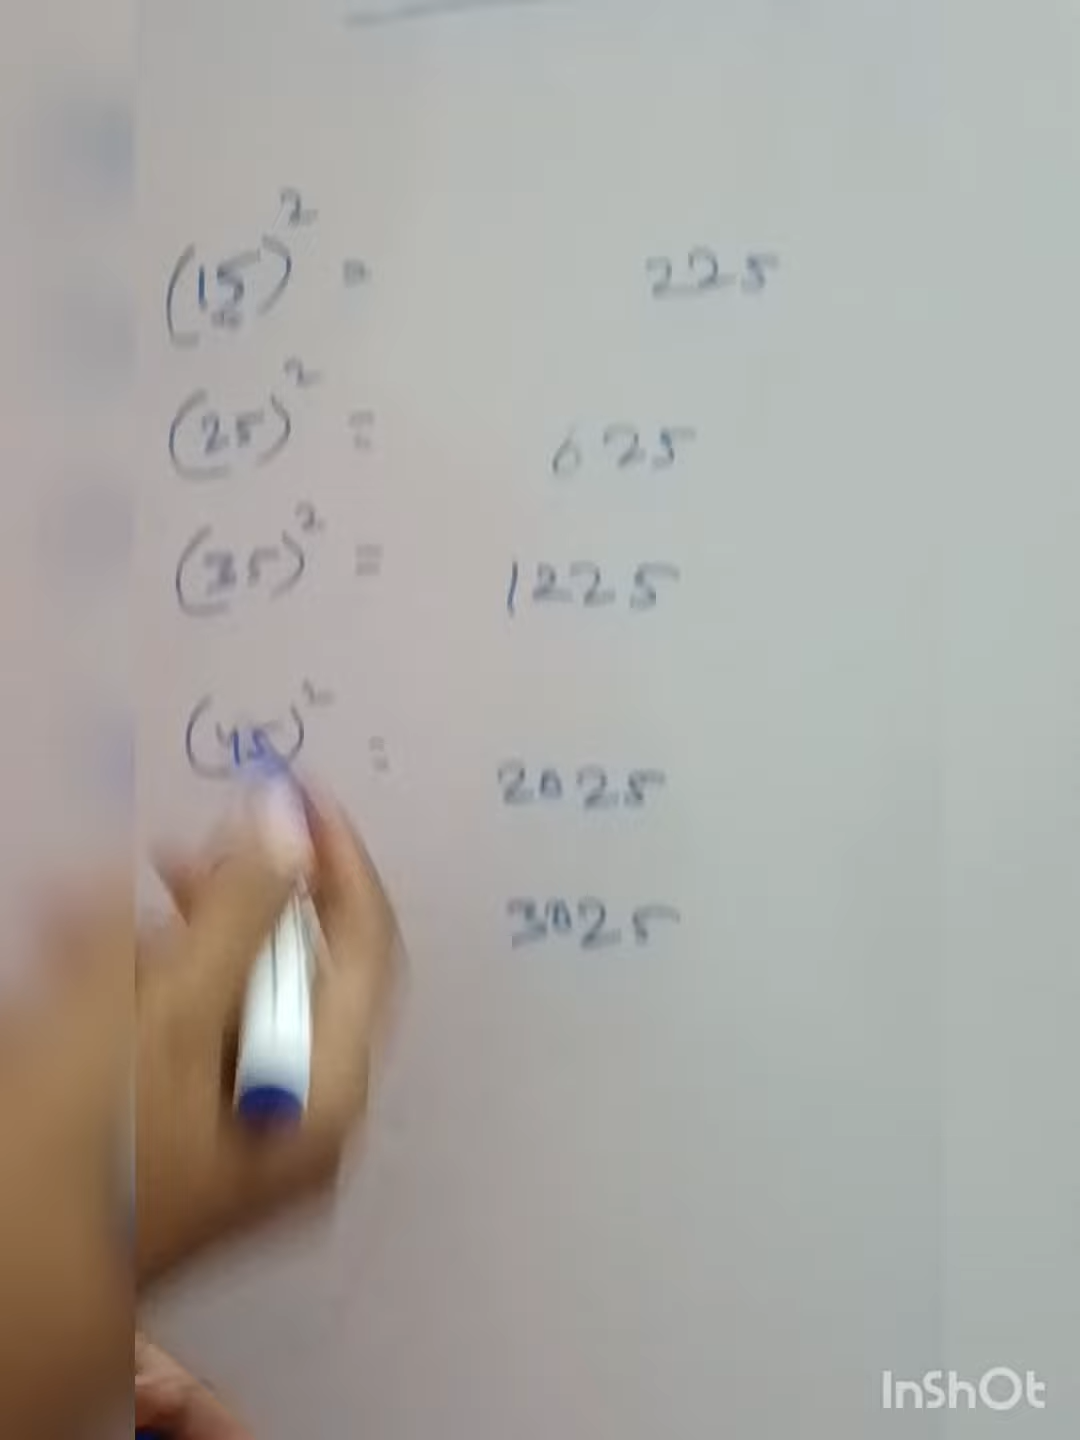 (15)² = 225
(25)² = 625
(35)² = 1225
(45)² = 2025
3025
InShOt